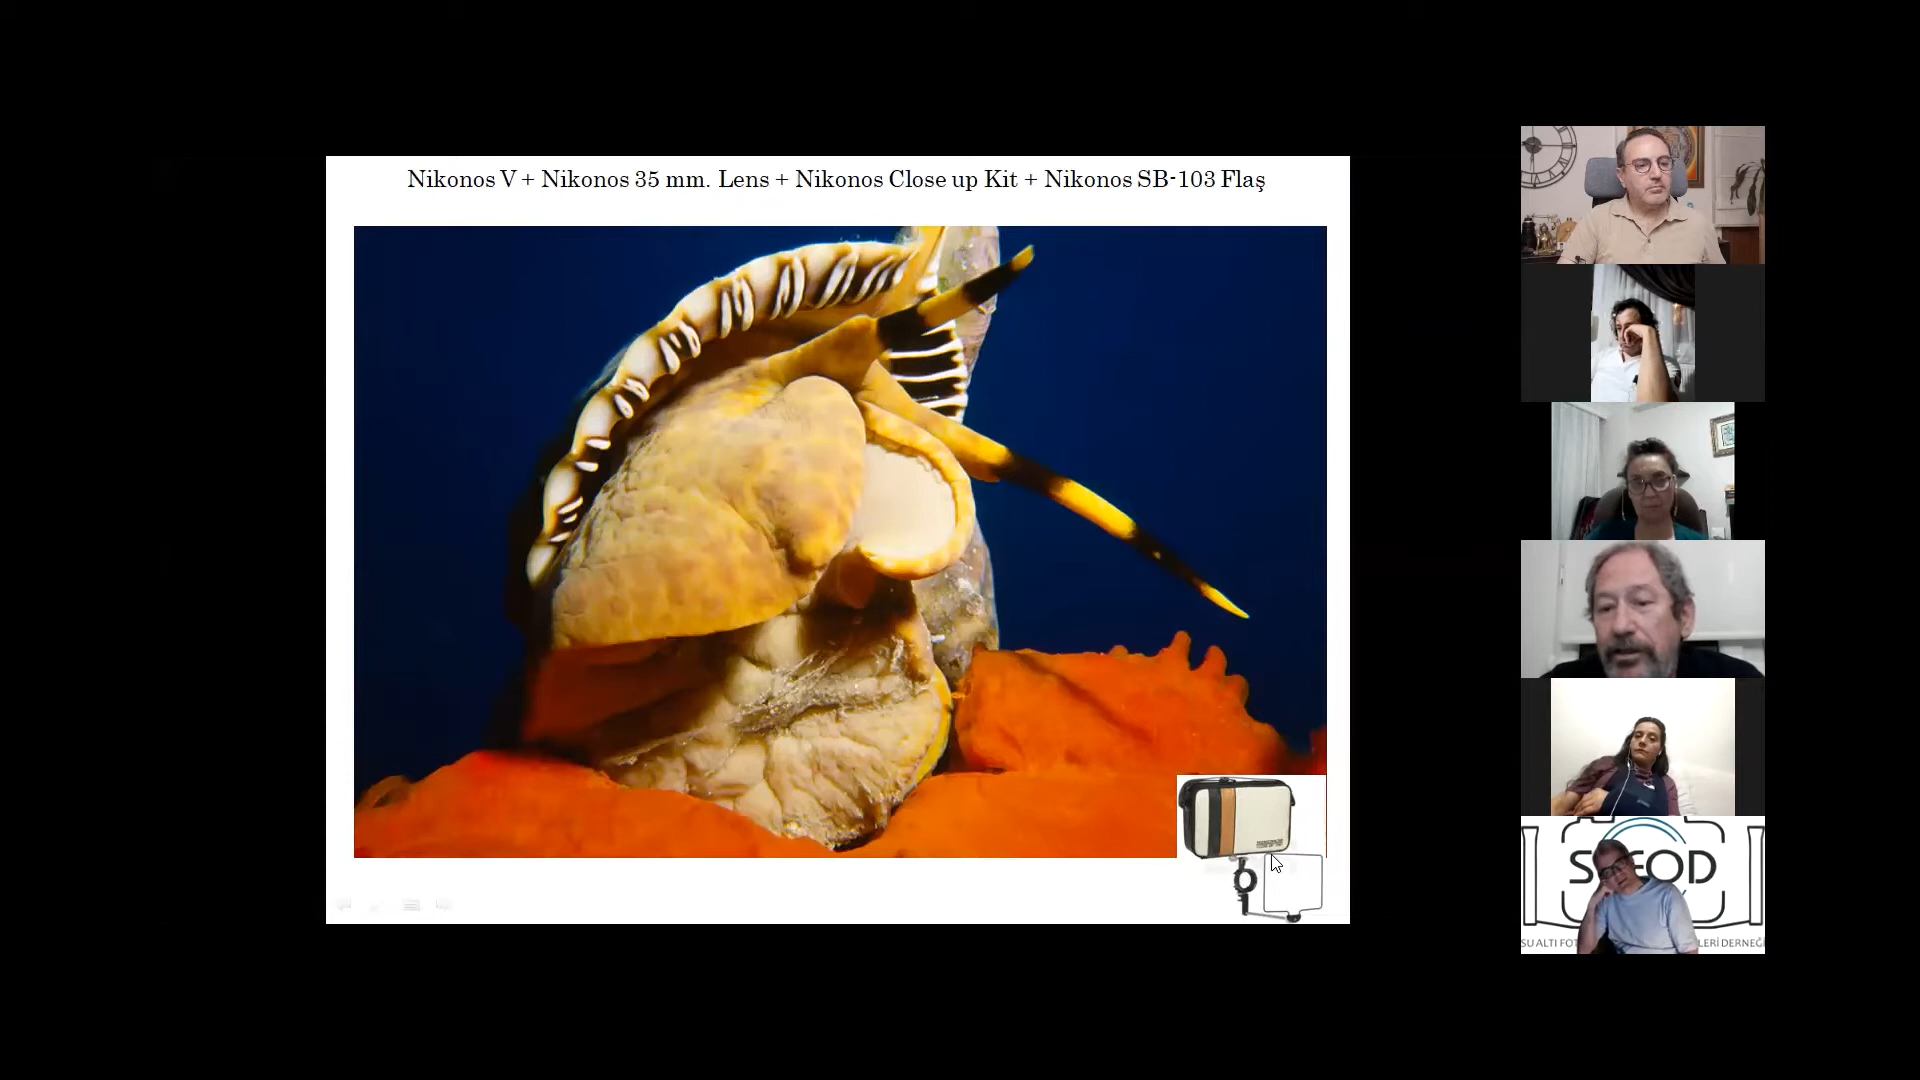 Nikonos V + Nikonos 35 mm. Lens + Nikonos Close up Kit + Nikonos SB-103 Flaş
SU ALTI FOT
LERİ DERNEĞİ